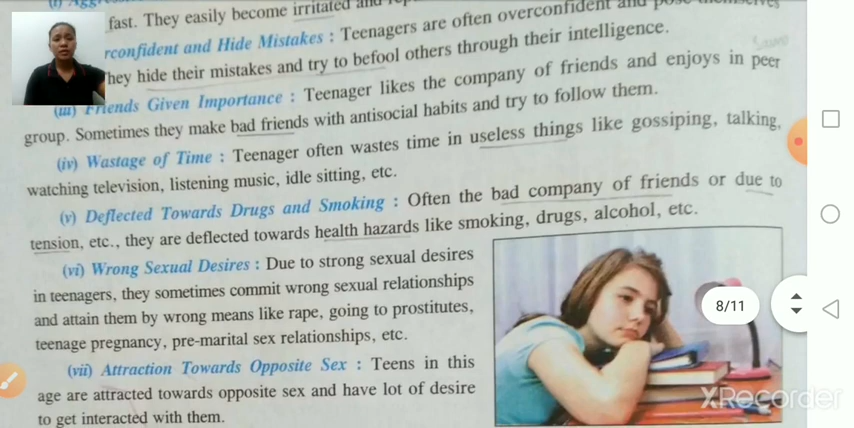 fast. They easily become irritated and
rconfident and Hide Mistakes : Teenagers are often overconfident and pose themselves
hey hide their mistakes and try to befool others through their intelligence.
(iii) Friends Given Importance : Teenager likes the company of friends and enjoys in peer
group. Sometimes they make bad friends with antisocial habits and try to follow them.
(iv) Wastage of Time : Teenager often wastes time in useless things like gossiping, talking,
watching television, listening music, idle sitting, etc.
(v) Deflected Towards Drugs and Smoking : Often the bad company of friends or due to
tension, etc., they are deflected towards health hazards like smoking, drugs, alcohol, etc.
(vi) Wrong Sexual Desires : Due to strong sexual desires
in teenagers, they sometimes commit wrong sexual relationships
and attain them by wrong means like rape, going to prostitutes,
teenage pregnancy, pre-marital sex relationships, etc.
(vii) Attraction Towards Opposite Sex : Teens in this
age are attracted towards opposite sex and have lot of desire
to get interacted with them.
8/11
XRecorder